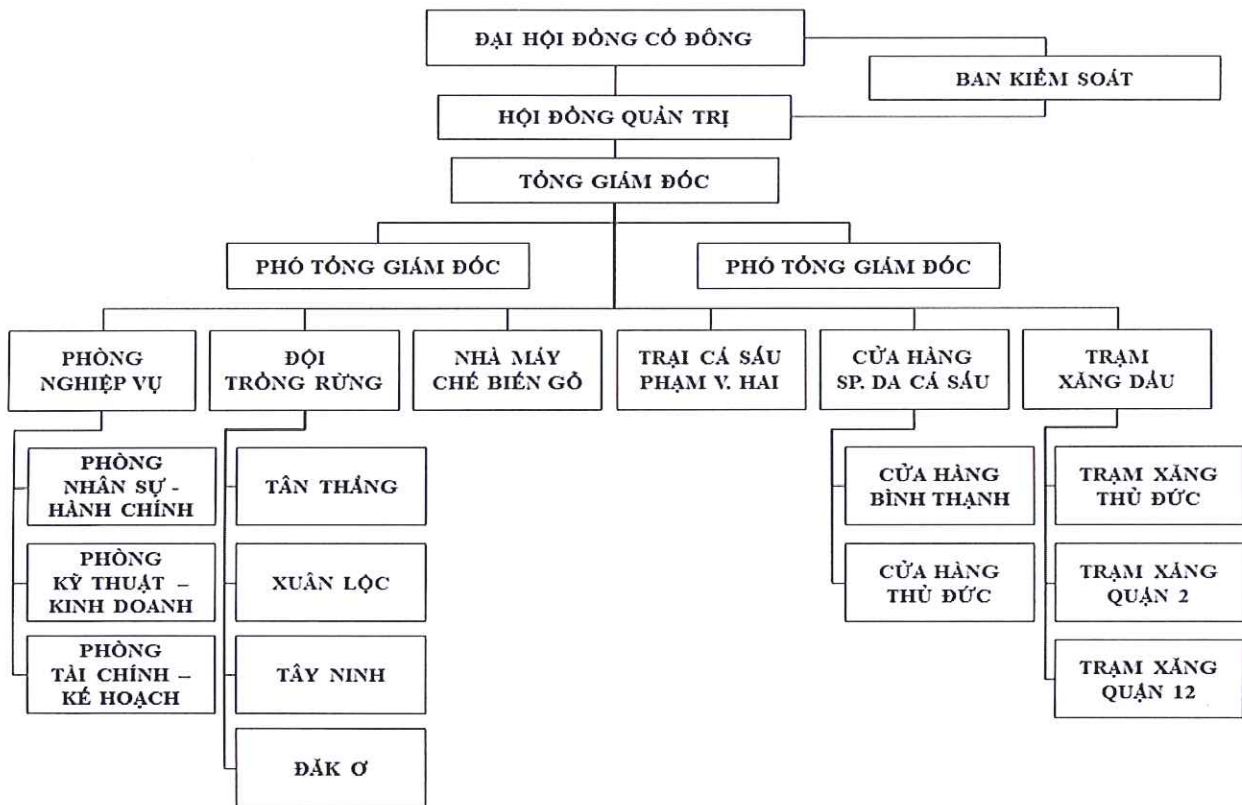 ĐẠI HỘI ĐỒNG CỔ ĐÔNG
BAN KIỂM SOÁT
HỘI ĐỒNG QUẢN TRỊ
TỔNG GIÁM ĐỐC
PHÓ TỔNG GIÁM ĐỐC
PHÓ TỔNG GIÁM ĐỐC
PHÒNG
NGHIỆP VỤ
ĐỘI
TRỒNG RỪNG
NHÀ MÁY
CHẾ BIẾN GỖ
TRẠI CÁ SẤU
PHẠM V. HAI
CỬA HÀNG
SP. DA CÁ SẤU
TRẠM
XĂNG DẦU
PHÒNG
NHÂN SỰ -
HÀNH CHÍNH
PHÒNG
KỸ THUẬT –
KINH DOANH
PHÒNG
TÀI CHÍNH –
KẾ HOẠCH
TÂN THẮNG
XUÂN LỘC
TÂY NINH
ĐĂK Ơ
CỬA HÀNG
BÌNH THẠNH
CỬA HÀNG
THỦ ĐỨC
TRẠM XĂNG
THỦ ĐỨC
TRẠM XĂNG
QUẬN 2
TRẠM XĂNG
QUẬN 12